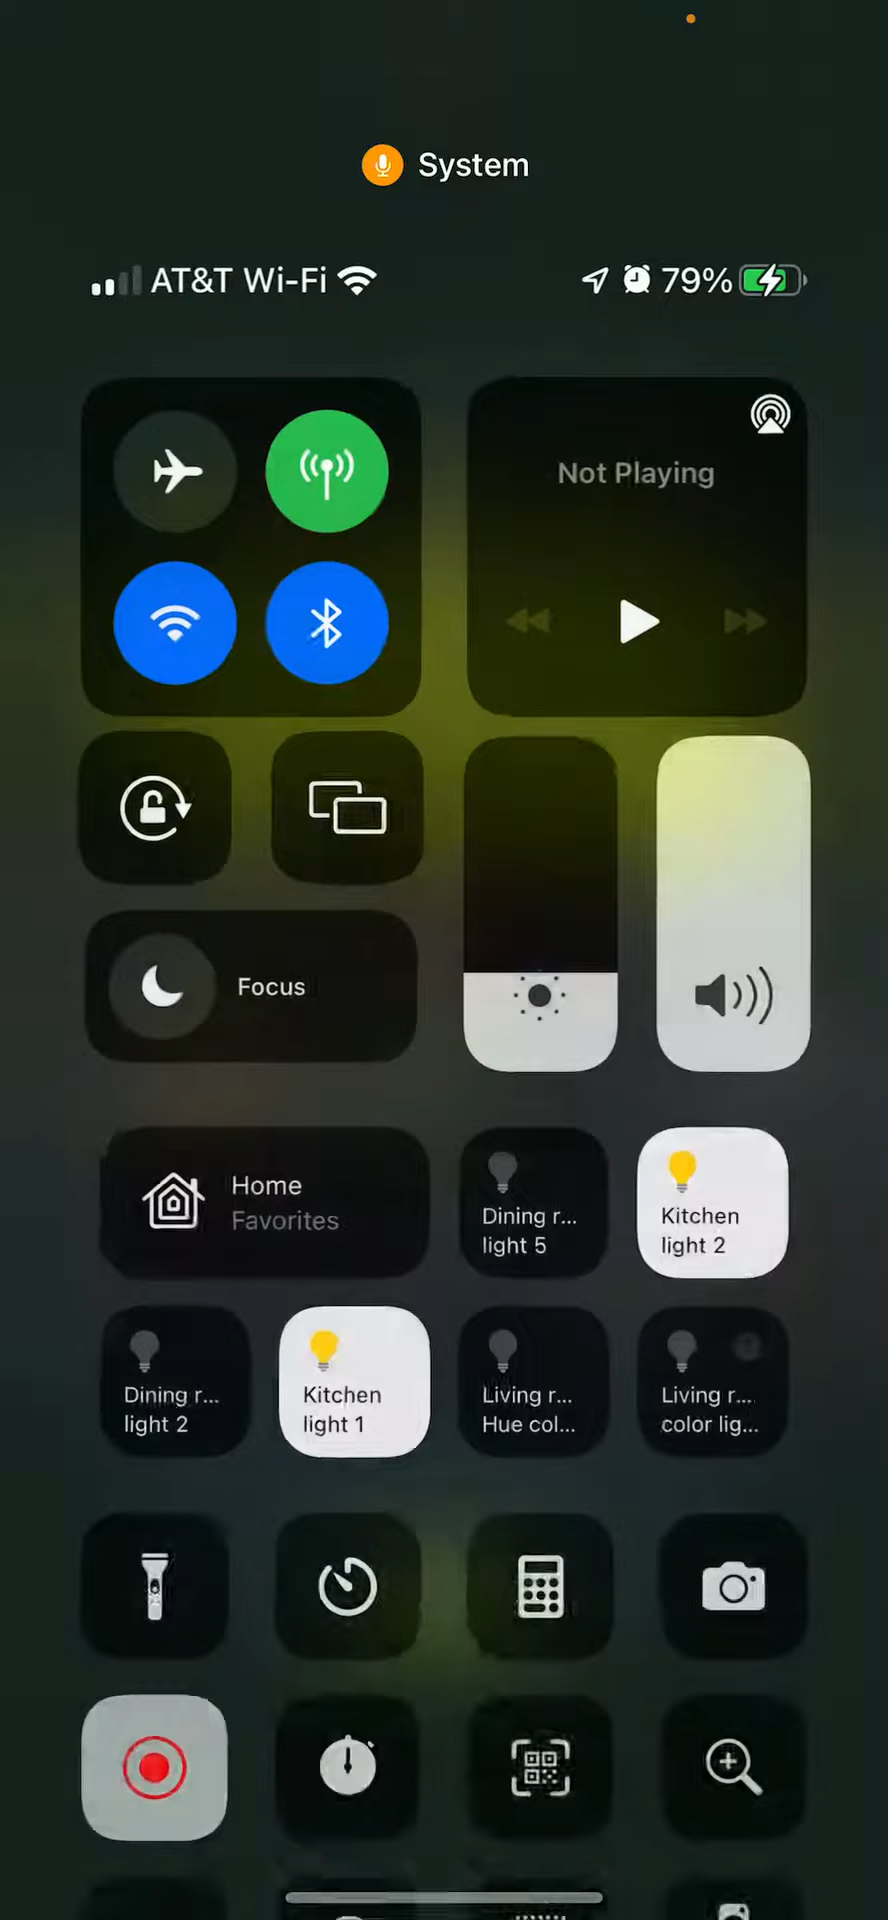 System
AT&T Wi-Fi
79%
Not Playing
Focus
Home
Favorites
Dining r...
light 5
Kitchen
light 2
Dining r...
light 2
Kitchen
light 1
Living r...
Hue col...
Living r...
color lig...